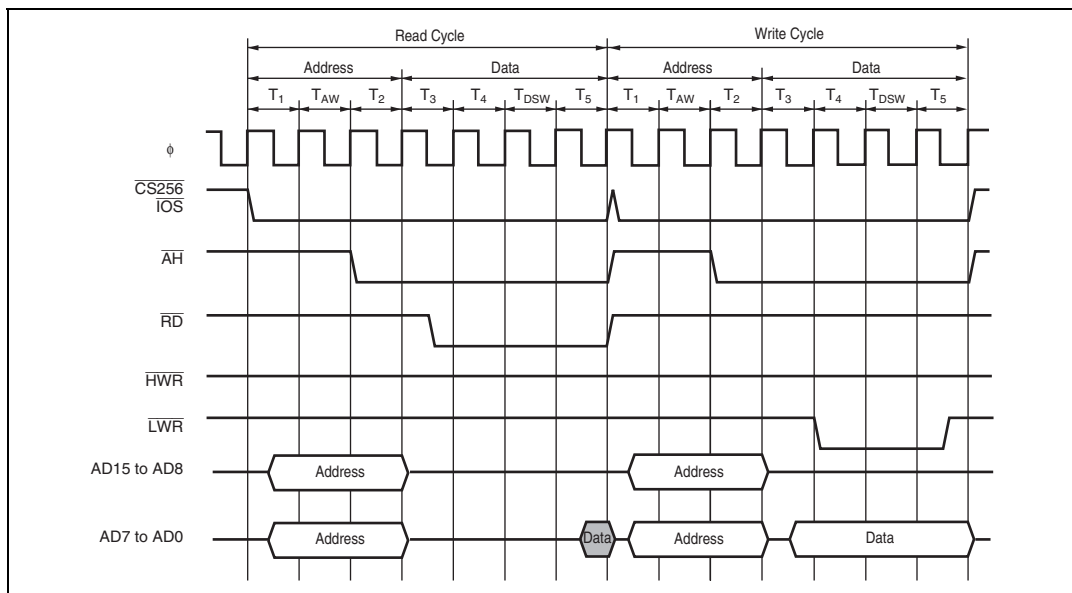 Read Cycle Write Cycle
Address Data Address Data
T1 TAW T2 T3 T4 TDSW T5 T1 TAW T2 T3 T4 TDSW T5
ϕ
CS256
IOS
AH
RD
HWR
LWR
AD15 to AD8 Address Address
AD7 to AD0 Address Data Address Data